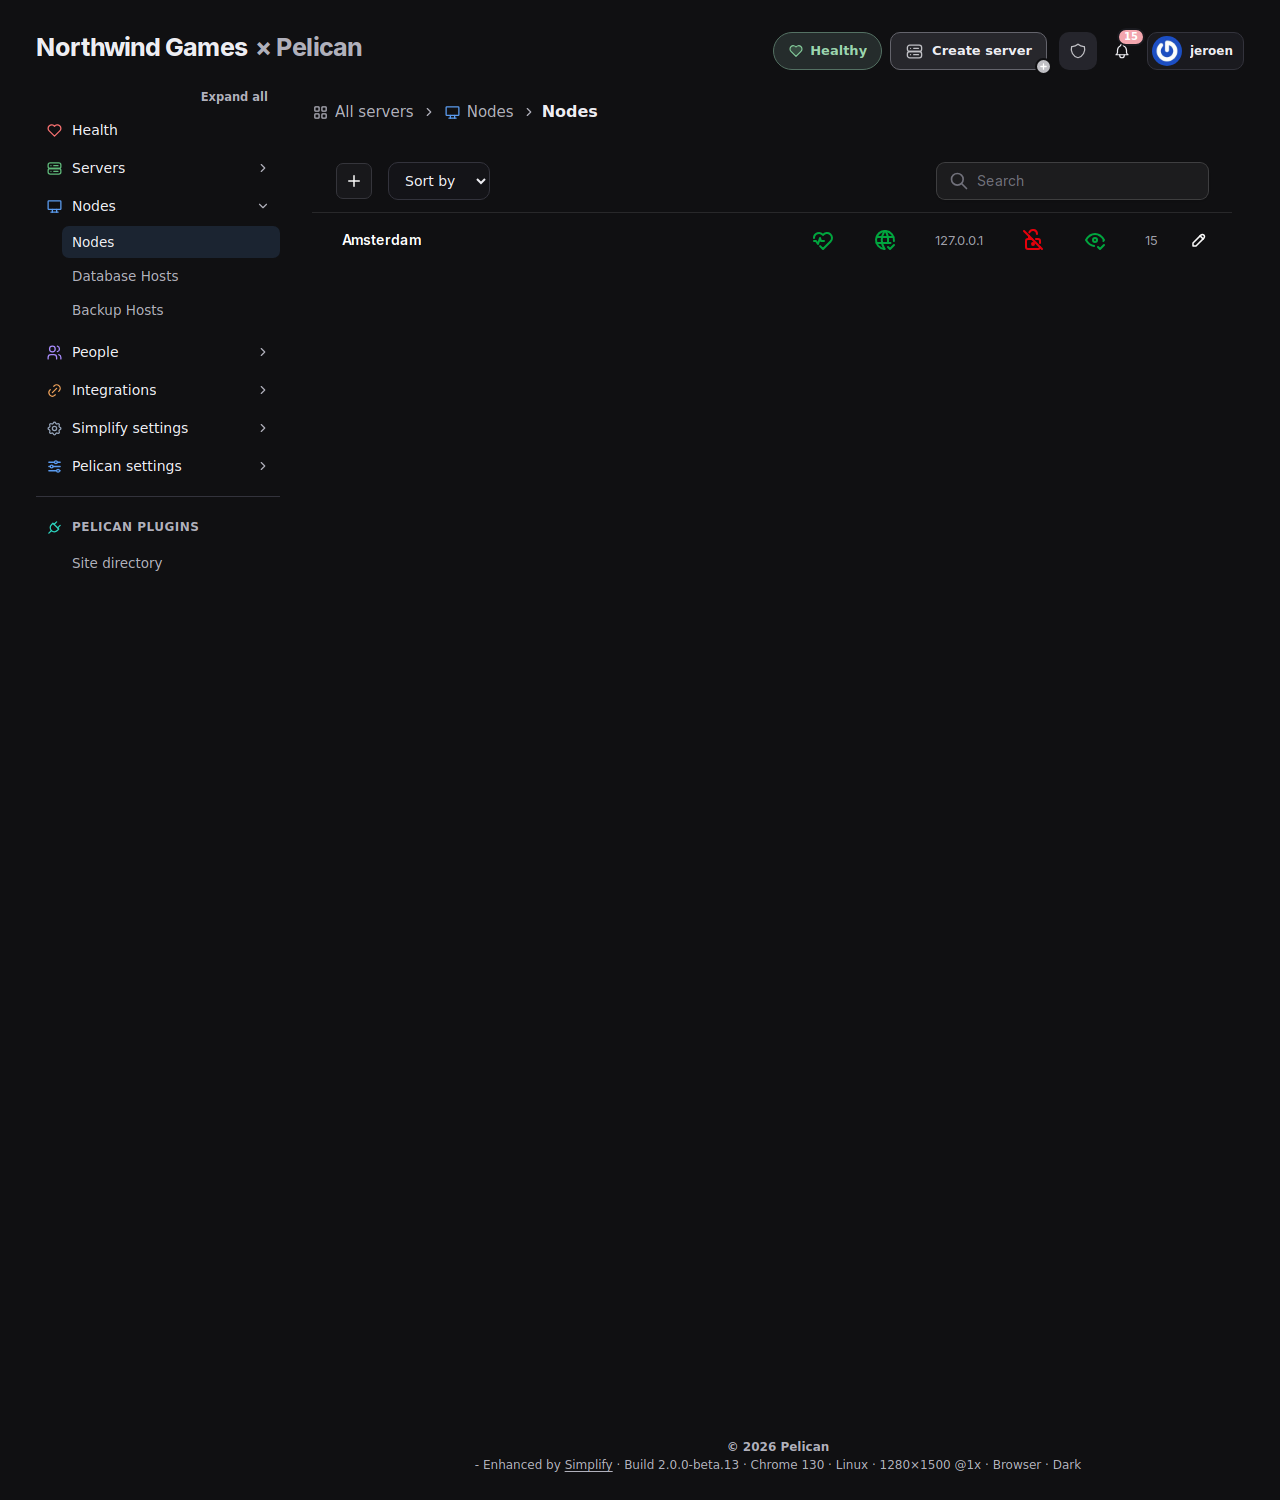 Northwind Games × Pelican
Healthy
Create server
15
jeroen
Expand all
Health
Servers
Nodes
Nodes
Database Hosts
Backup Hosts
People
Integrations
Simplify settings
Pelican settings
PELICAN PLUGINS
Site directory
All servers > Nodes > Nodes
Sort by
Search
Amsterdam
127.0.0.1
15
© 2026 Pelican
- Enhanced by Simplify · Build 2.0.0-beta.13 · Chrome 130 · Linux · 1280×1500 @1x · Browser · Dark